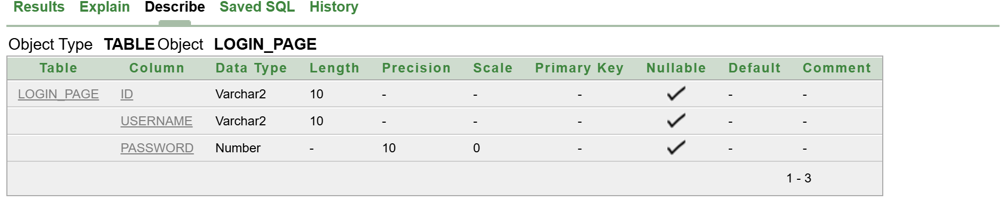 Results Explain Describe Saved SQL History
Object Type TABLE Object LOGIN_PAGE
Table Column Data Type Length Precision Scale Primary Key Nullable Default Comment
LOGIN_PAGE ID Varchar2 10 - - - ✓ - -
USERNAME Varchar2 10 - - - ✓ - -
PASSWORD Number - 10 0 - ✓ - -
1 - 3